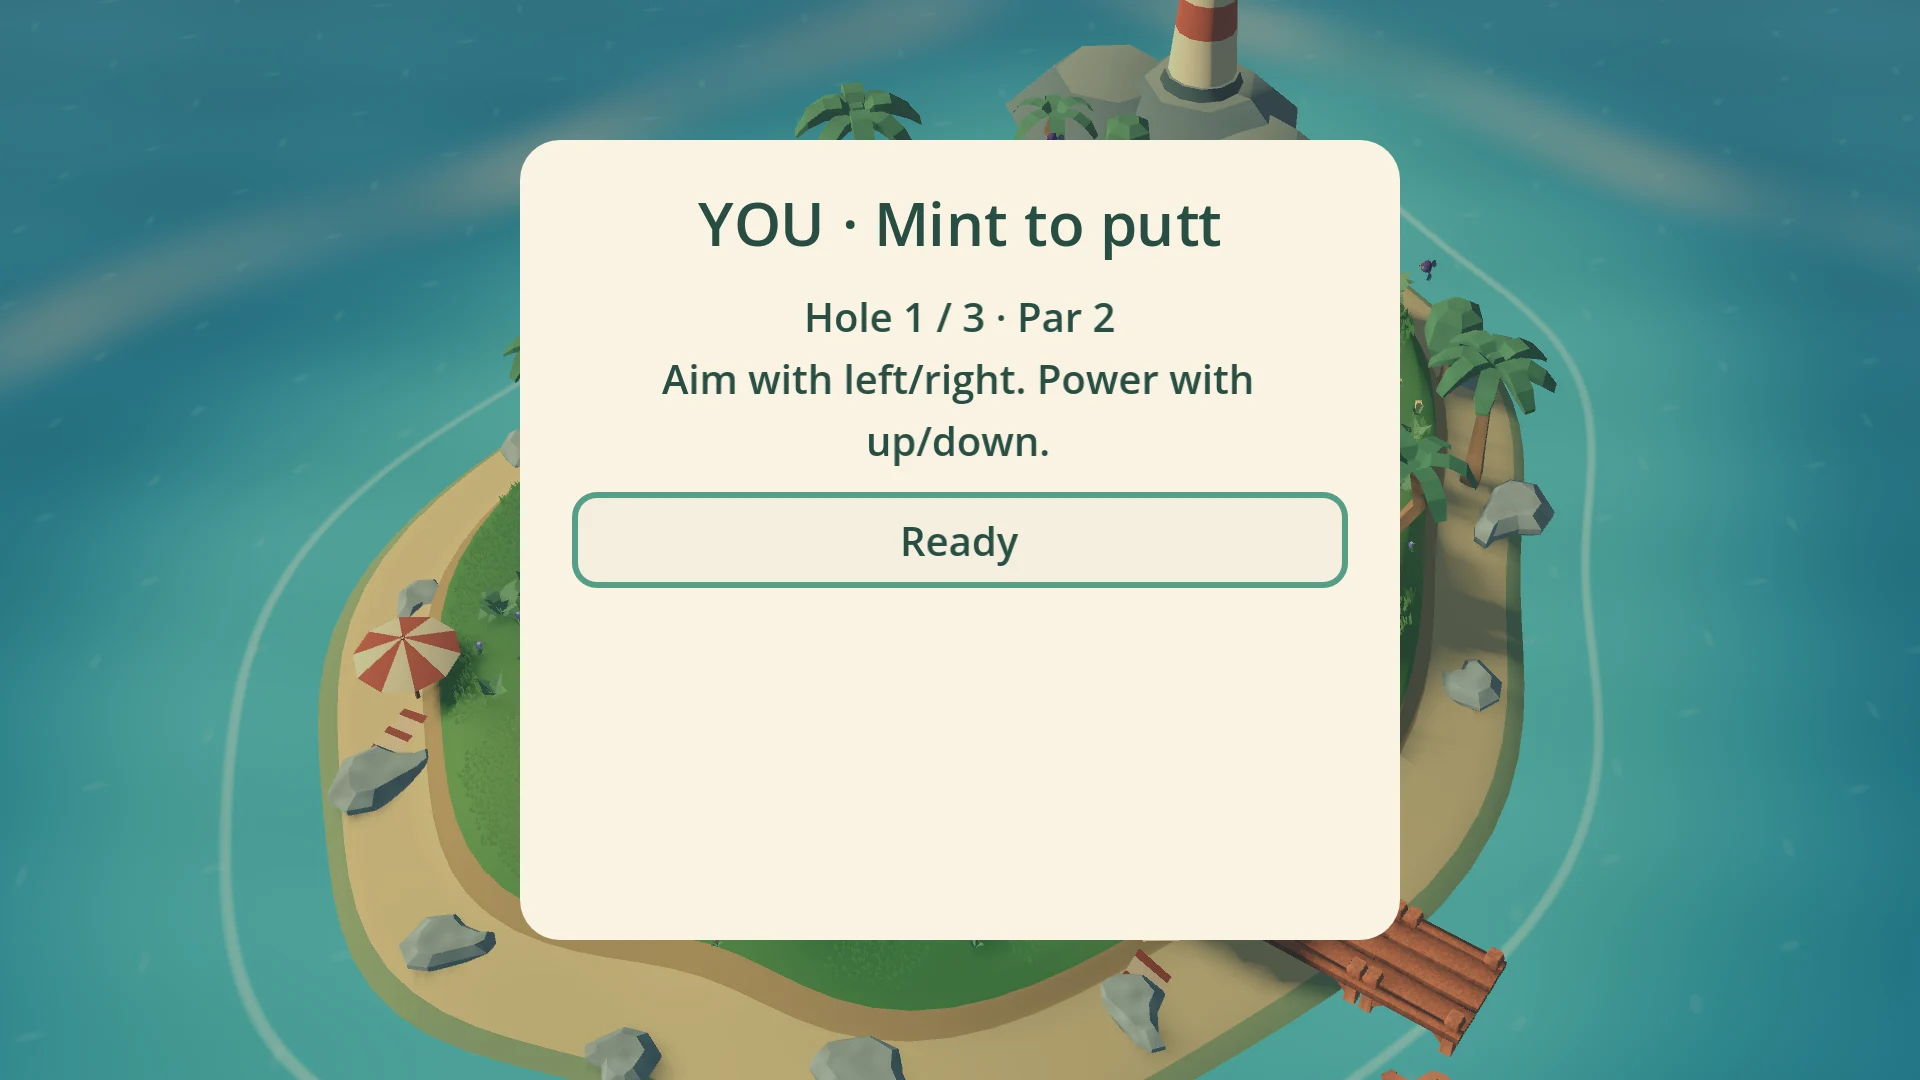 YOU · Mint to putt
Hole 1 / 3 · Par 2
Aim with left/right. Power with
up/down.
Ready